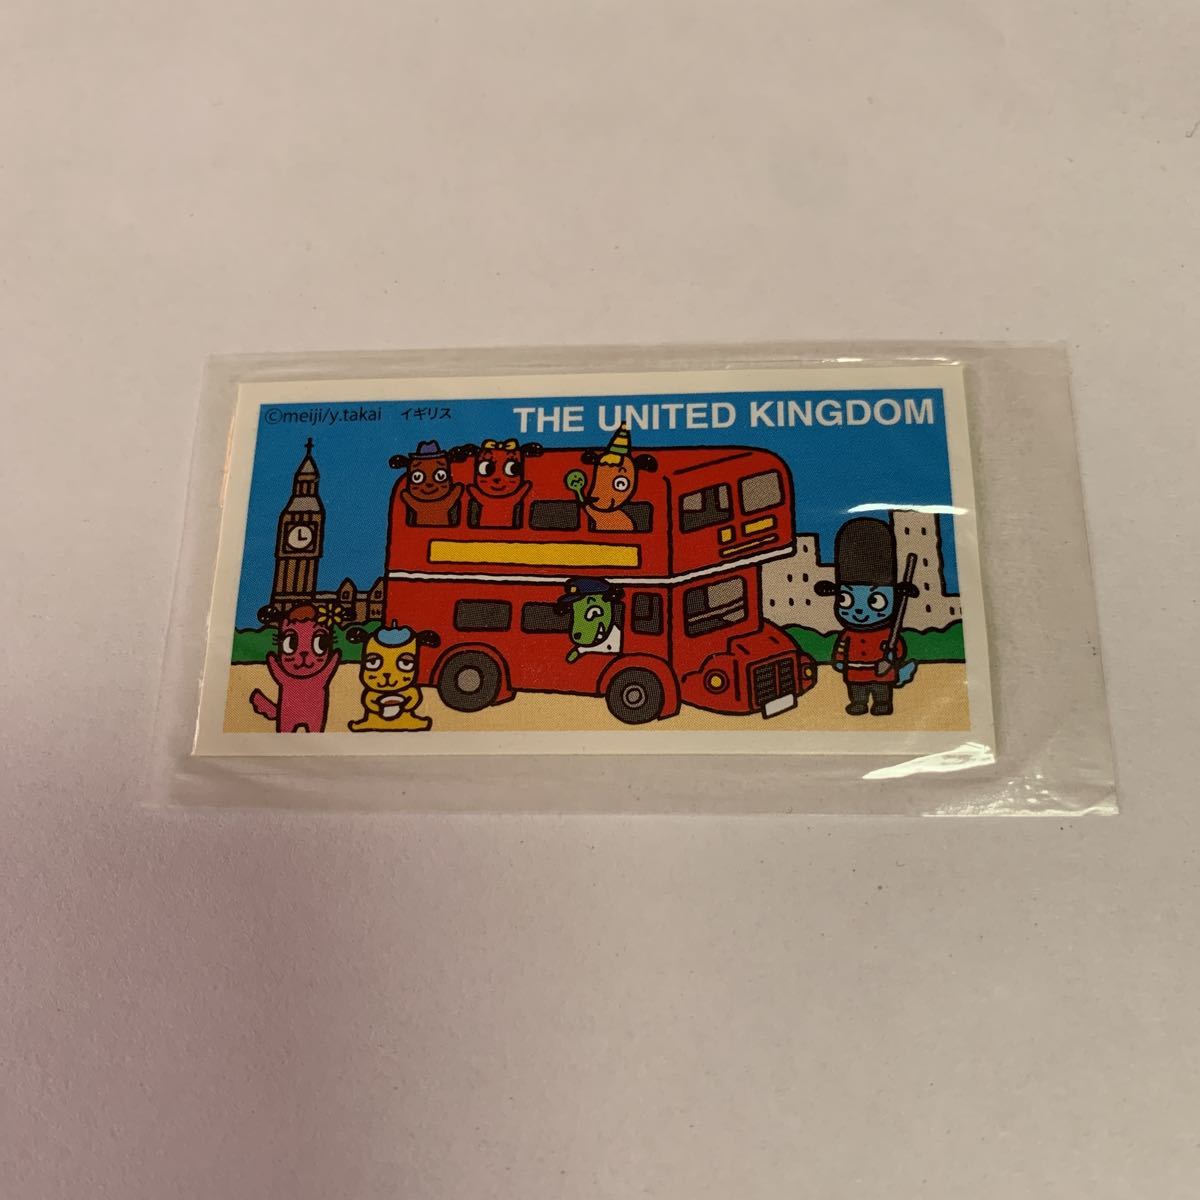 ©meiji/y.takai イギリス
THE UNITED KINGDOM